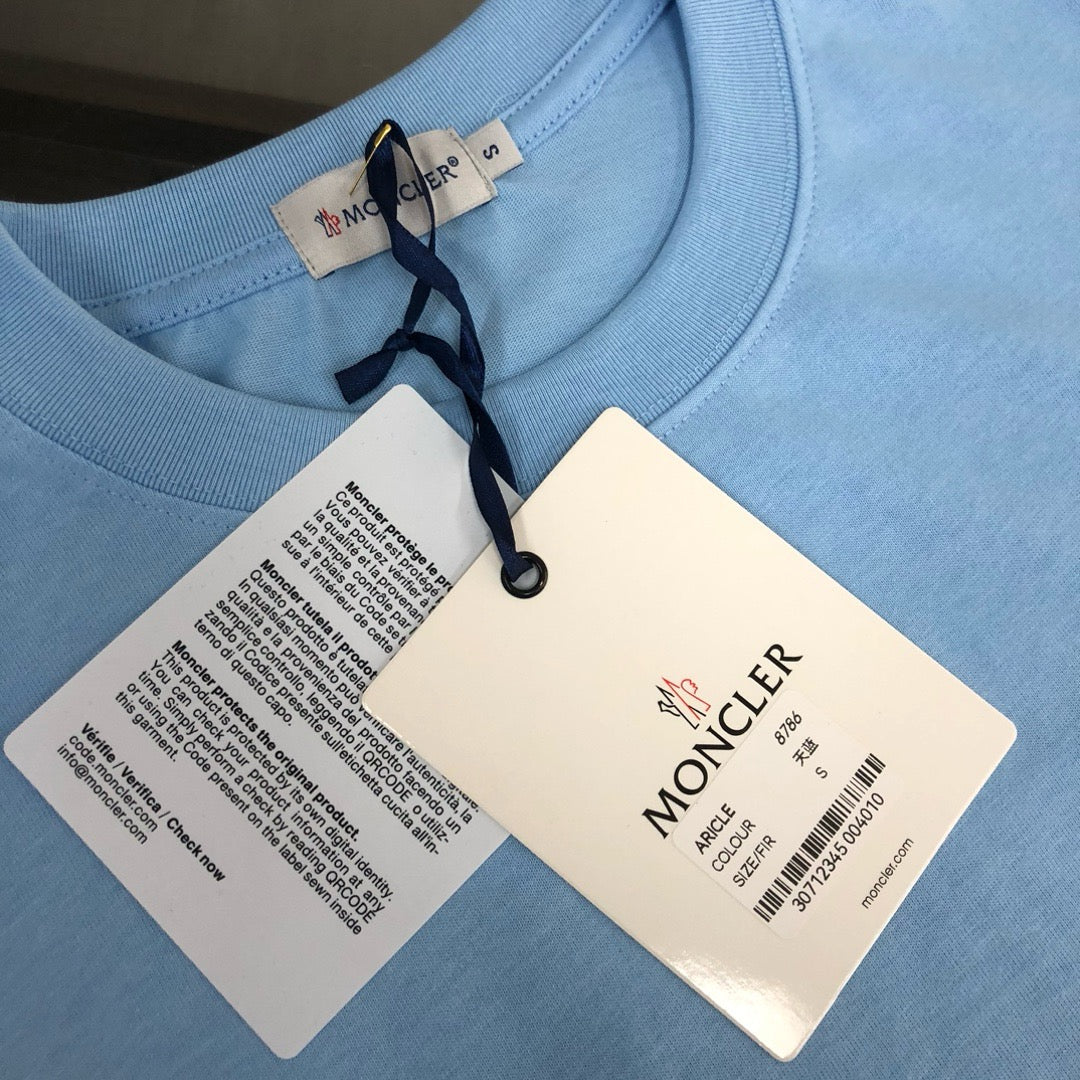 MONCLER®
S
Moncler protège le pr
Ce produit est protégé
Vous pouvez vérifier à
la qualité et la provenan
un simple contrôle par
par le biais du Code se t
sue à l'intérieur de cette
Moncler tutela il prodot
Questo prodotto è tutela
In qualsiasi momento può
qualità e la provenienza del prodotto facendo un
semplice controllo, leggendo il QRCODE o utiliz-
zando il Codice presente sull'etichetta cucita all'in-
terno di questo capo.
Moncler protects the original product.
This product is protected by its own digital identity.
You can check your product information at any
time. Simply perform a check by reading QRCODE
or using the Code present on the label sewn inside
this garment.
Vérifie / Verifica / Check now
code.moncler.com
info@moncler.com
MONCLER
ARICLE 8786
COLOUR 天蓝
SIZE/FIR S
30712345 004010
moncler.com